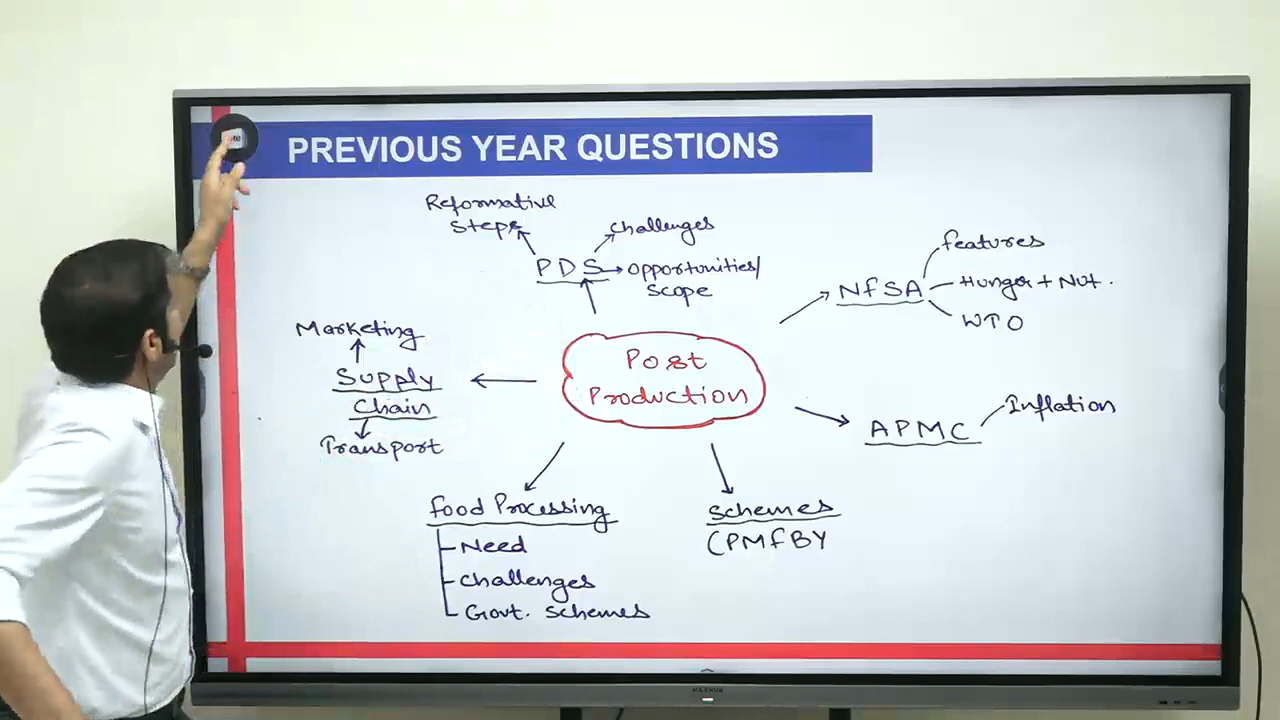 PREVIOUS YEAR QUESTIONS
Reformative
Steps
Challenges
PDS
Opportunities/
Scope
Features
NFSA
Hunger + Nut.
WTO
Marketing
Supply
Chain
Transport
Post
Production
APMC
Inflation
Food Processing
Need
Challenges
Govt. Schemes
Schemes
(PMFBY
MAXHUB